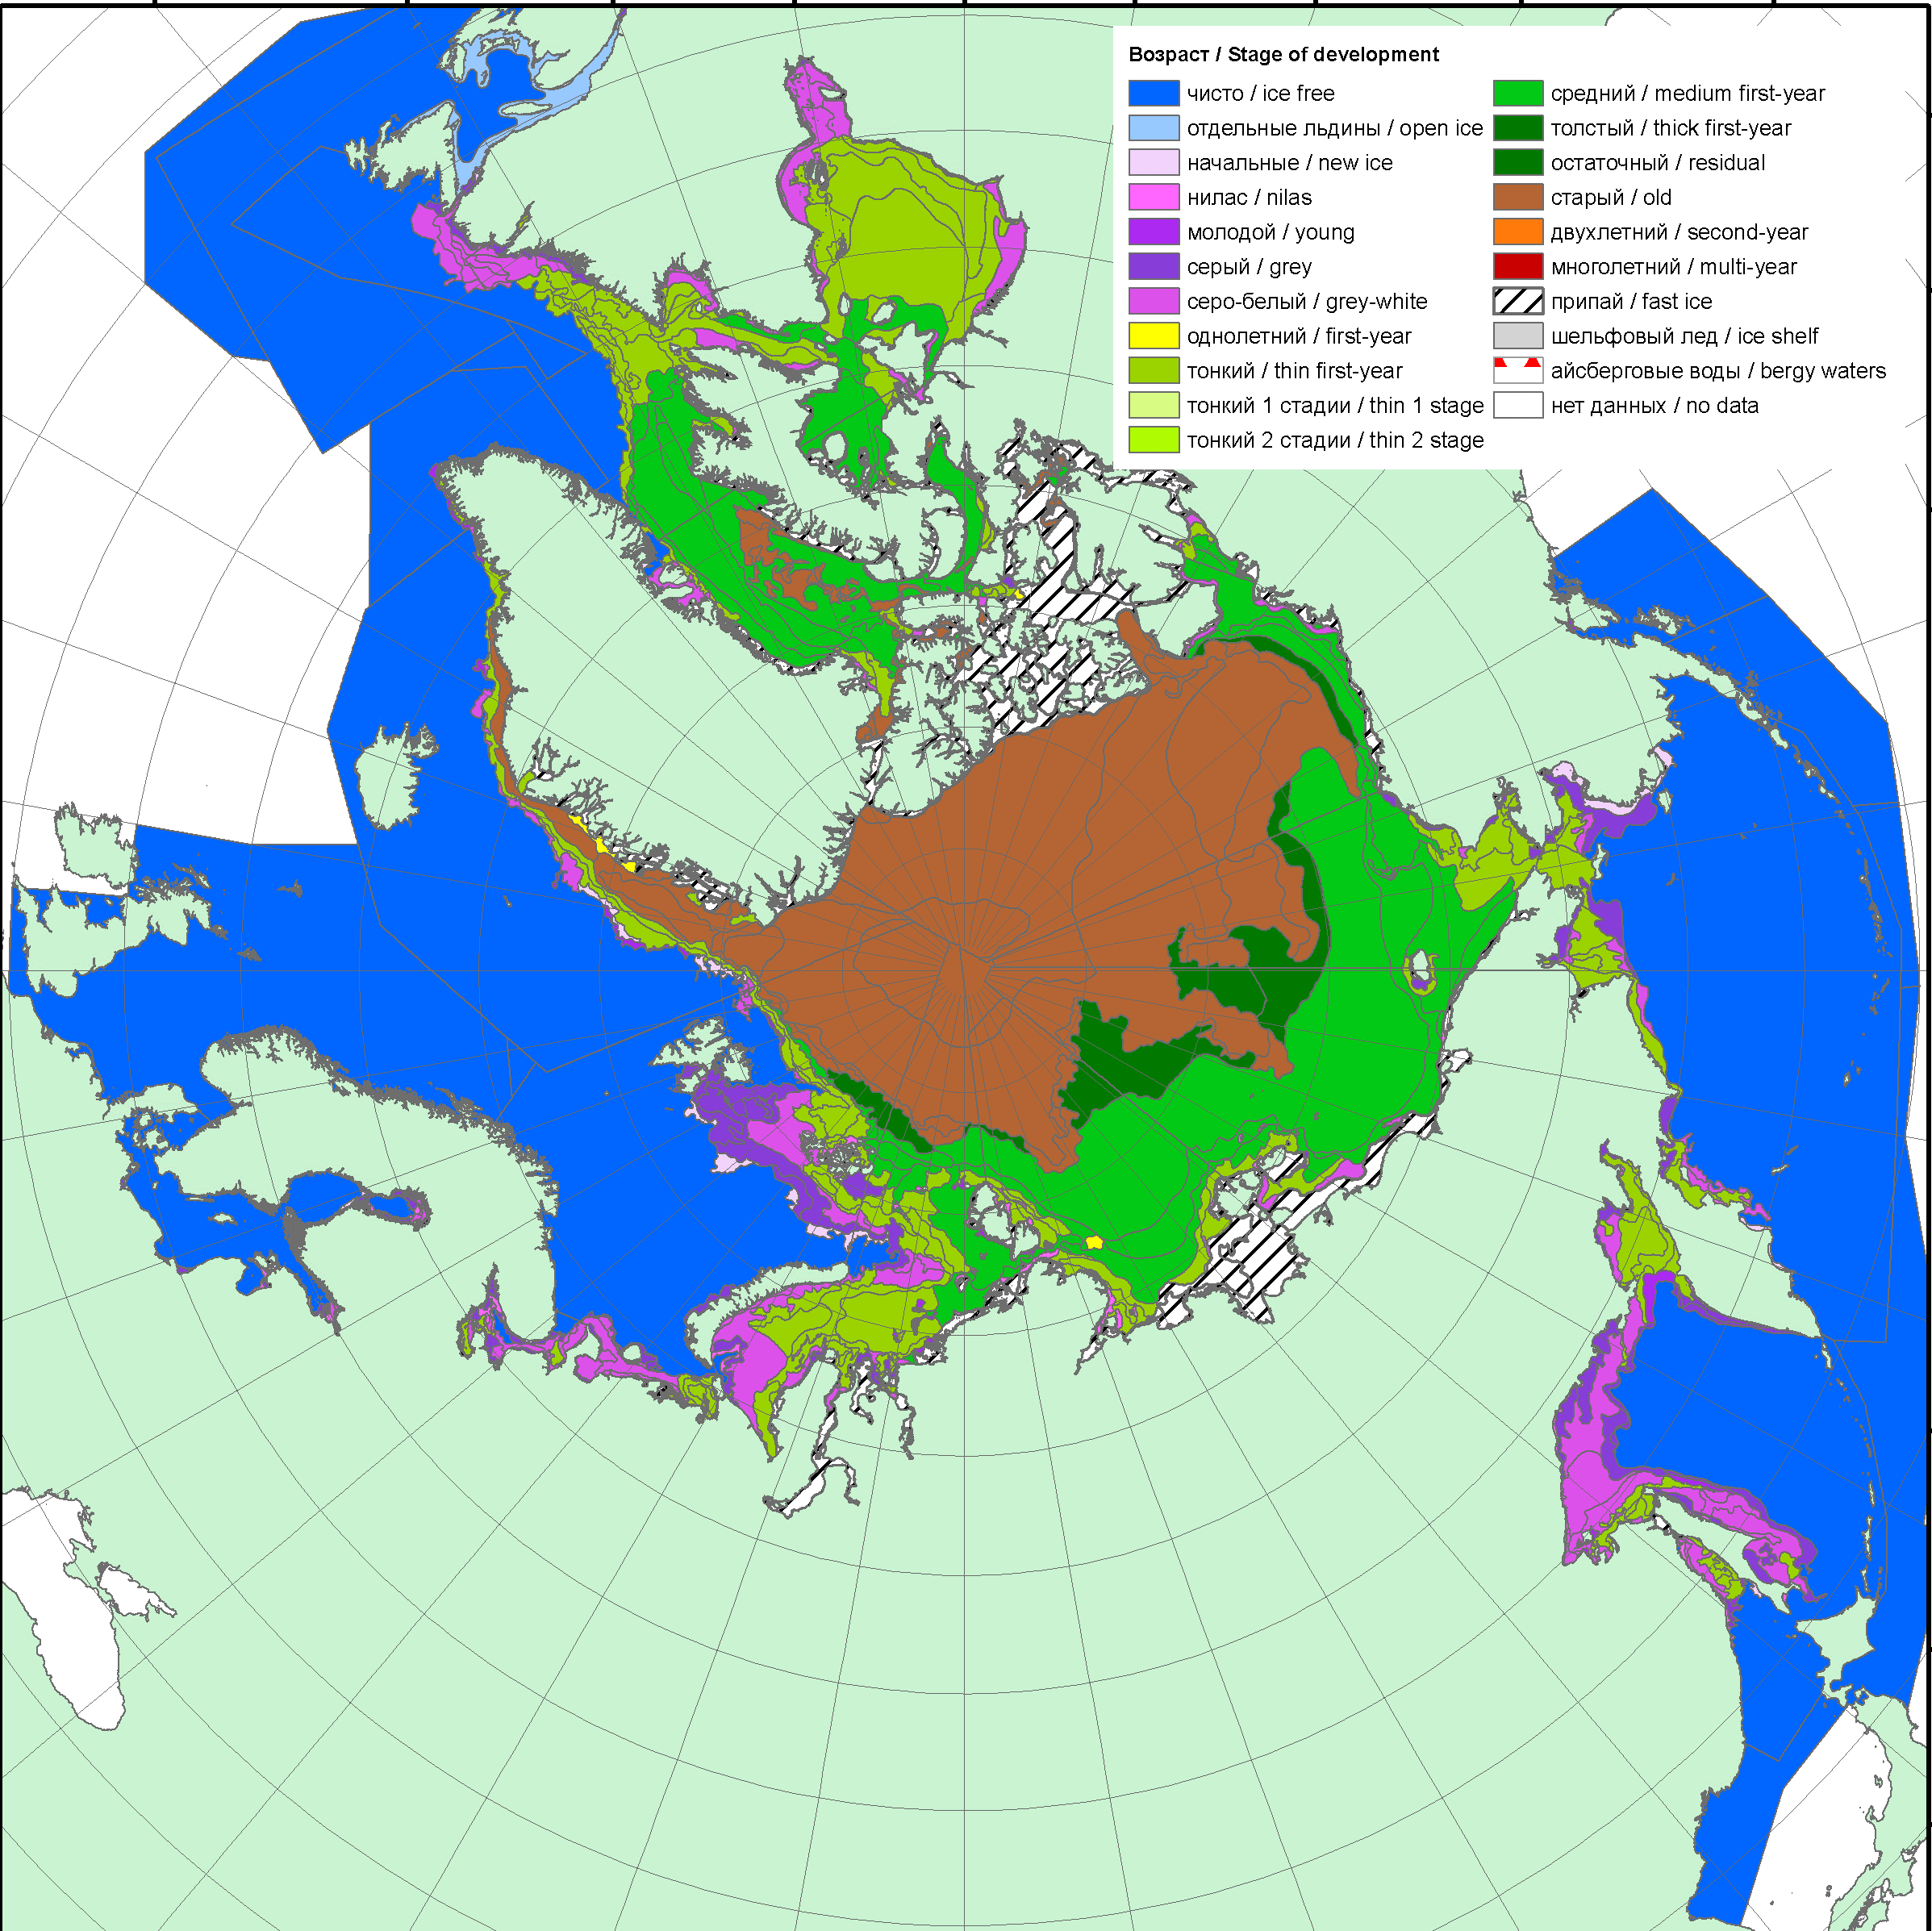 Возраст / Stage of development
чисто / ice free
отдельные льдины / open ice
начальные / new ice
нилас / nilas
молодой / young
серый / grey
серо-белый / grey-white
однолетний / first-year
тонкий / thin first-year
тонкий 1 стадии / thin 1 stage
тонкий 2 стадии / thin 2 stage
средний / medium first-year
толстый / thick first-year
остаточный / residual
старый / old
двухлетний / second-year
многолетний / multi-year
припай / fast ice
шельфовый лед / ice shelf
айсберговые воды / bergy waters
нет данных / no data